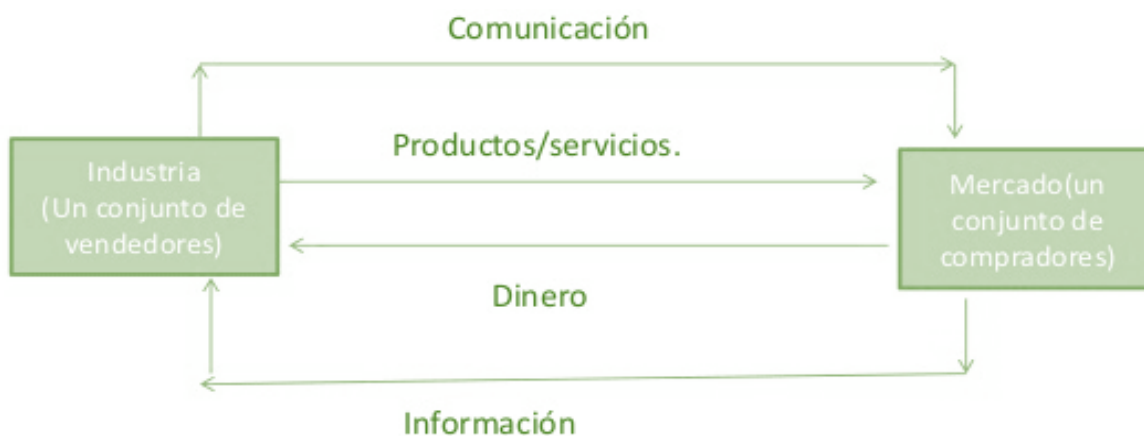 Comunicación
Productos/servicios.
Industria
(Un conjunto de
vendedores)
Mercado(un
conjunto de
compradores)
Dinero
Información